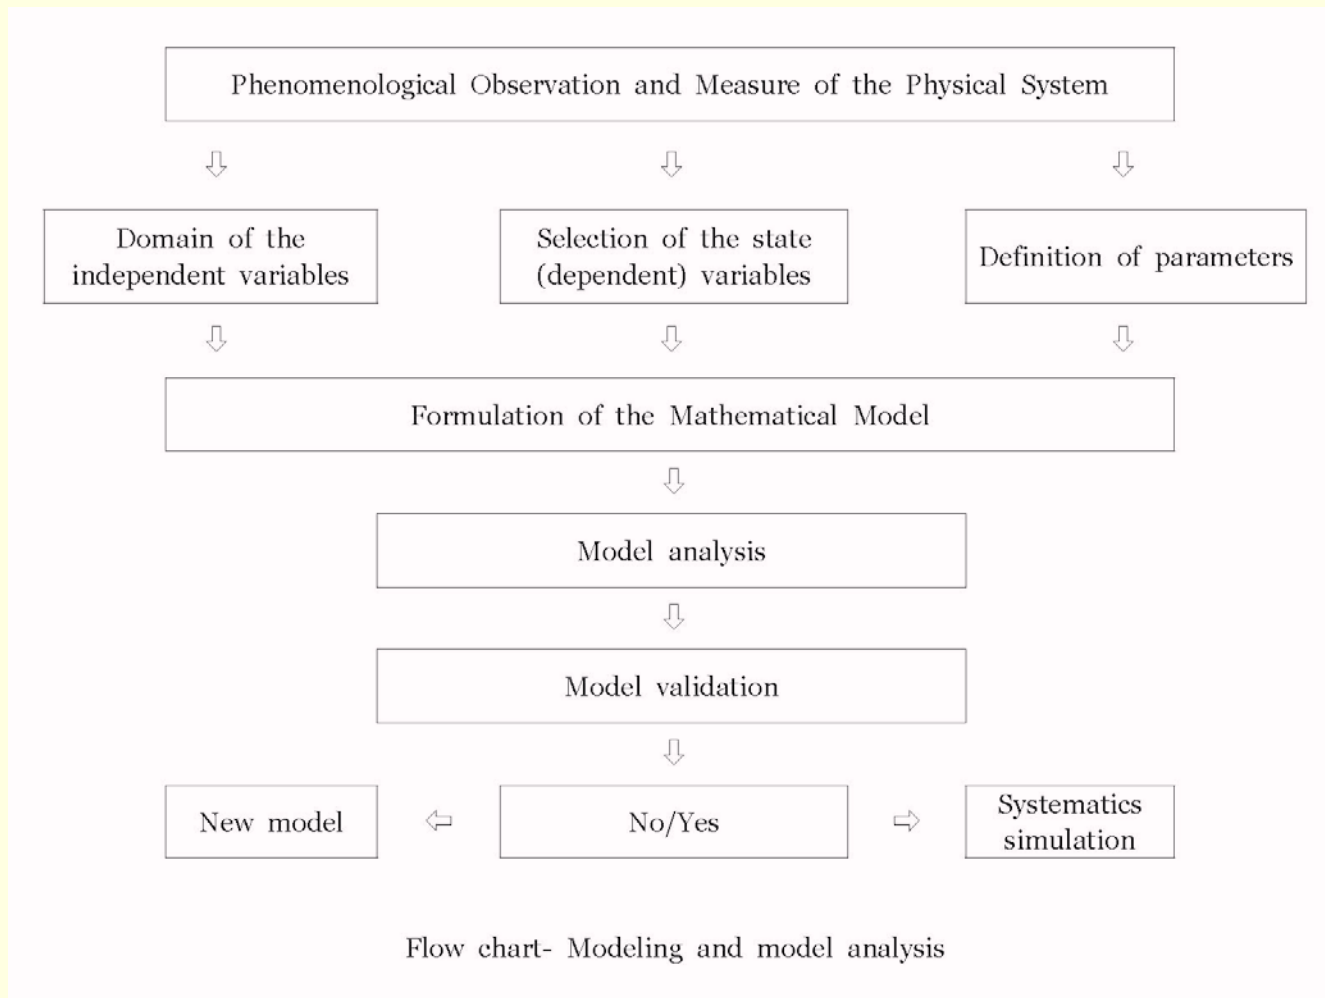 Phenomenological Observation and Measure of the Physical System
Domain of the
independent variables
Selection of the state
(dependent) variables
Definition of parameters
Formulation of the Mathematical Model
Model analysis
Model validation
New model
No/Yes
Systematics
simulation
Flow chart- Modeling and model analysis